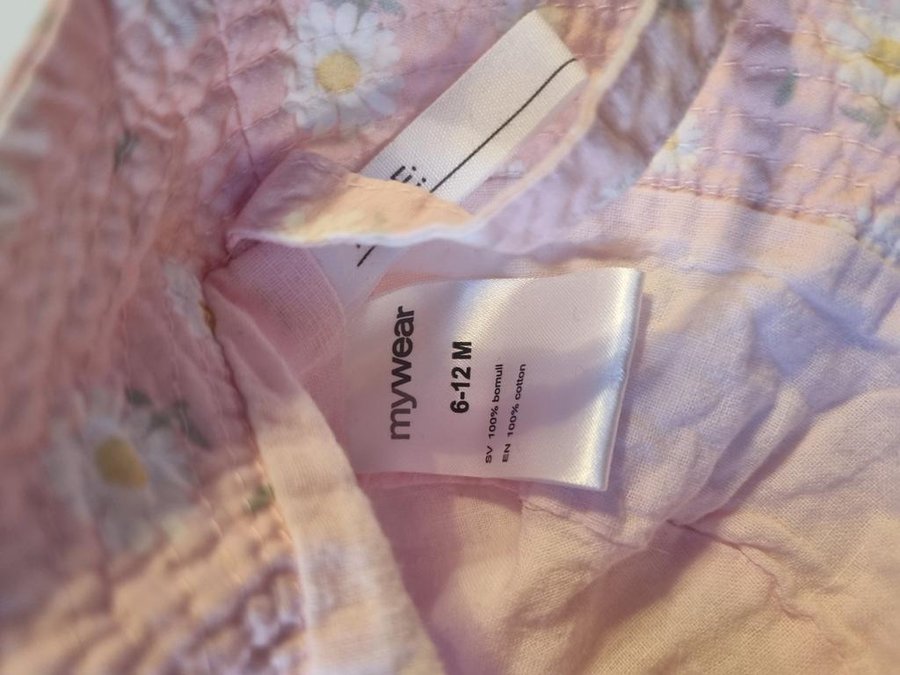 mywear
6-12 M
SV 100% bomull
EN 100% cotton